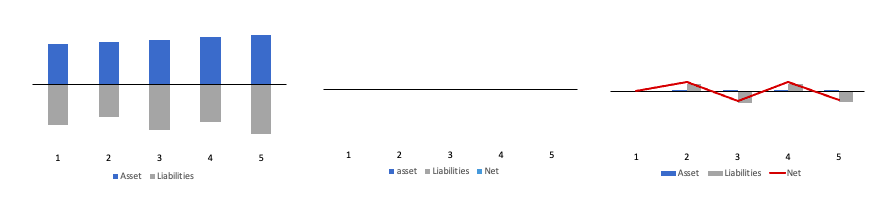 1 2 3 4 5
Asset Liabilities
1 2 3 4 5
asset Liabilities Net
1 2 3 4 5
Asset Liabilities Net